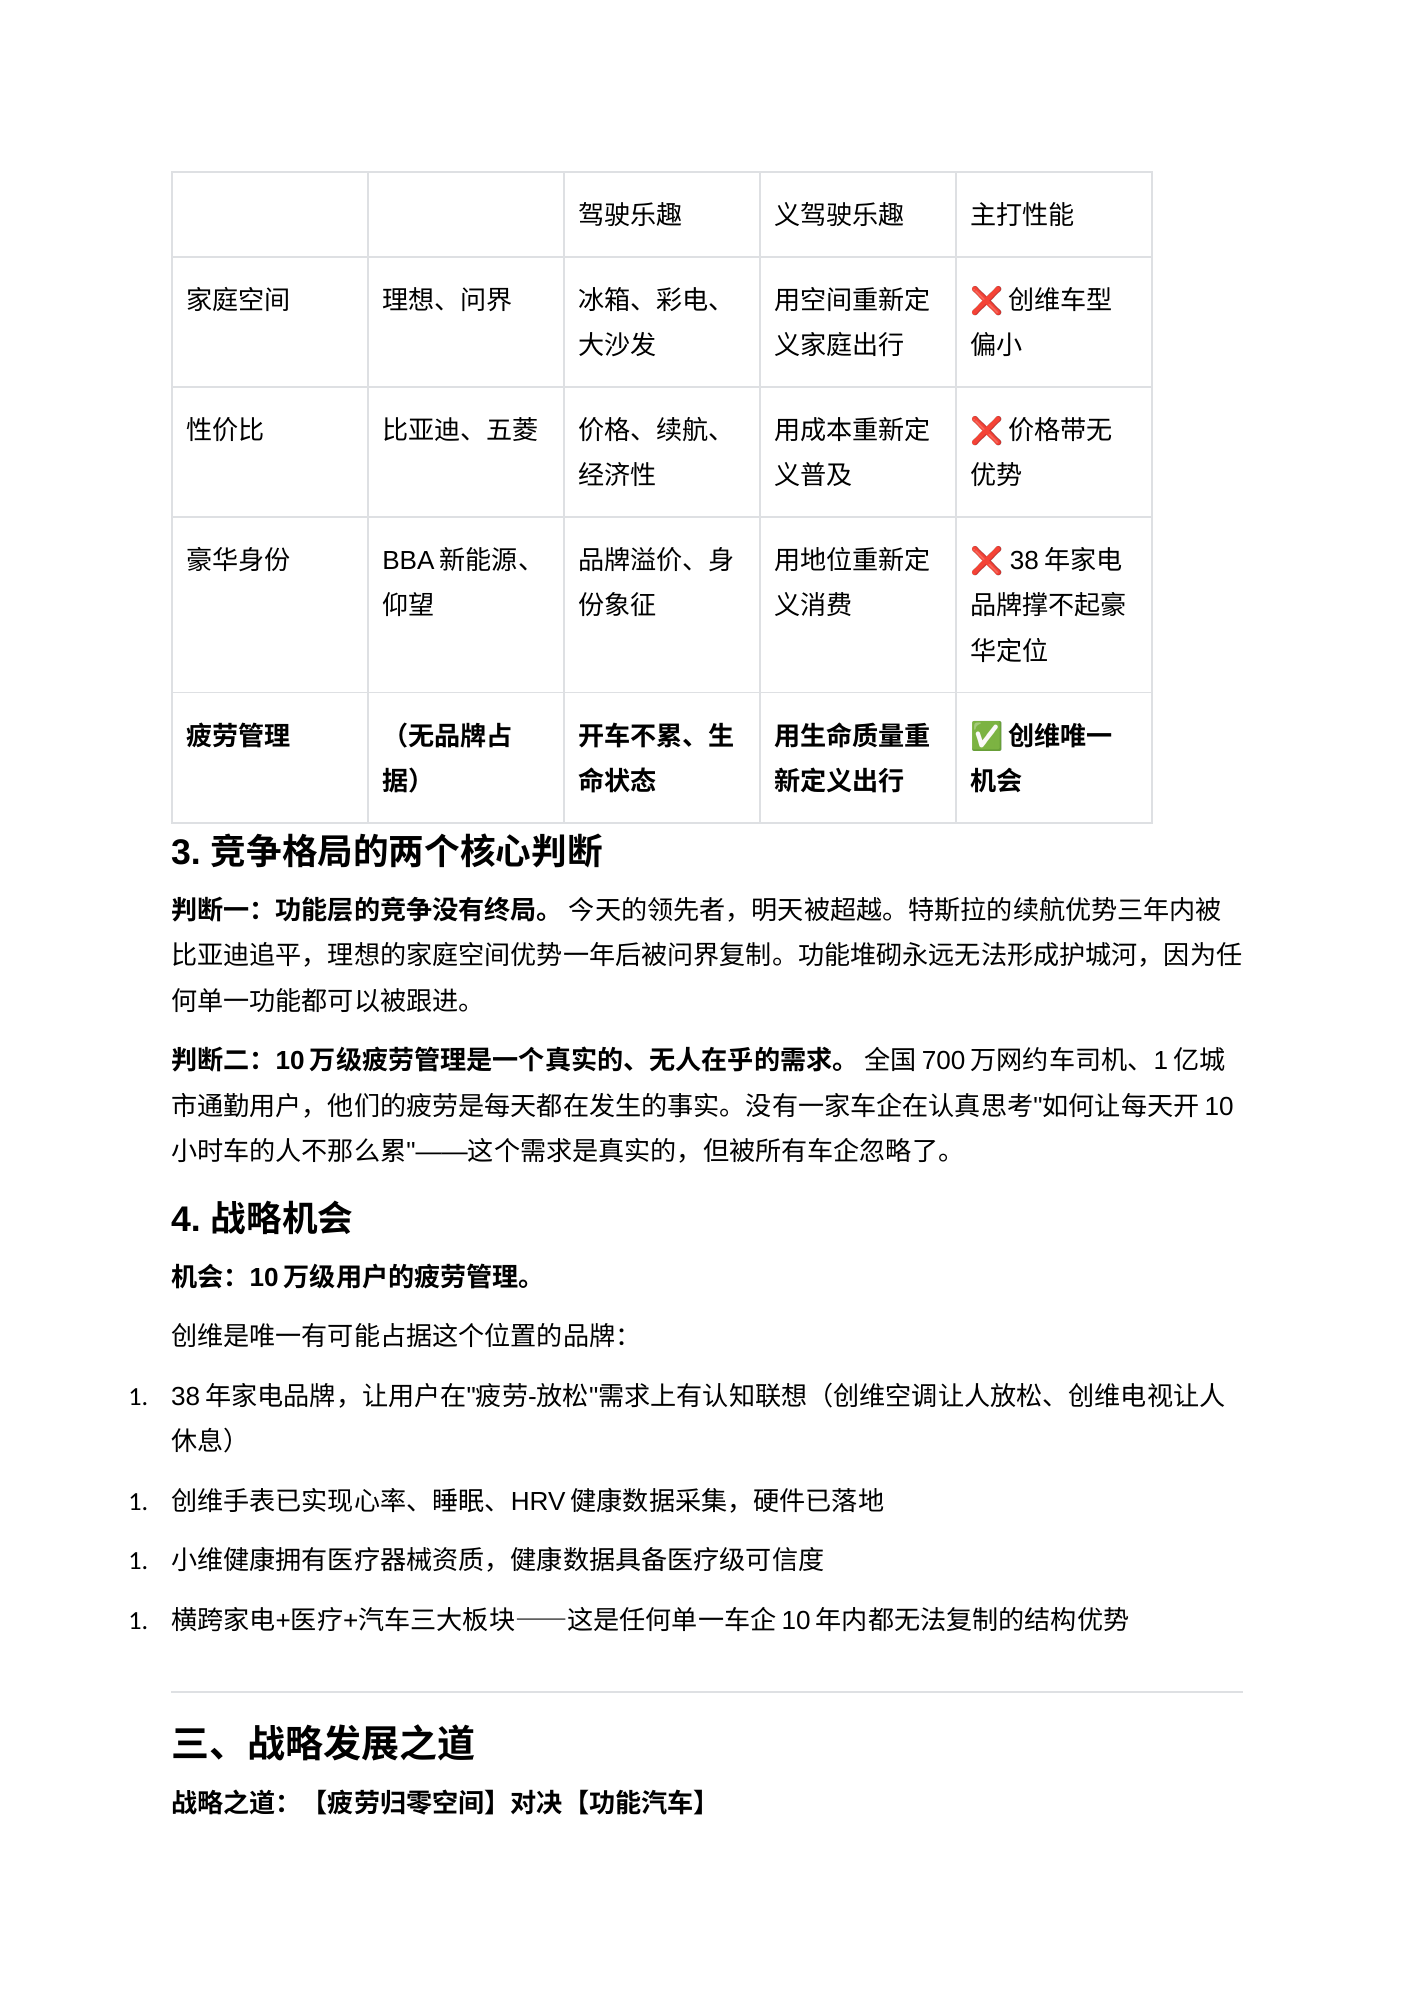 驾驶乐趣 义驾驶乐趣 主打性能
家庭空间 理想、问界 冰箱、彩电、 用空间重新定 ❌ 创维车型
大沙发 义家庭出行 偏小
性价比 比亚迪、五菱 价格、续航、 用成本重新定 ❌ 价格带无
经济性 义普及 优势
豪华身份 BBA 新能源、 品牌溢价、身 用地位重新定 ❌ 38 年家电
仰望 份象征 义消费 品牌撑不起豪
华定位
疲劳管理 （无品牌占 开车不累、生 用生命质量重 ✅ 创维唯一
据） 命状态 新定义出行 机会
3. 竞争格局的两个核心判断
判断一：功能层的竞争没有终局。 今天的领先者，明天被超越。特斯拉的续航优势三年内被
比亚迪追平，理想的家庭空间优势一年后被问界复制。功能堆砌永远无法形成护城河，因为任
何单一功能都可以被跟进。
判断二：10 万级疲劳管理是一个真实的、无人在乎的需求。 全国 700 万网约车司机、1 亿城
市通勤用户，他们的疲劳是每天都在发生的事实。没有一家车企在认真思考"如何让每天开 10
小时车的人不那么累"——这个需求是真实的，但被所有车企忽略了。
4. 战略机会
机会：10 万级用户的疲劳管理。
创维是唯一有可能占据这个位置的品牌：
1. 38 年家电品牌，让用户在"疲劳-放松"需求上有认知联想（创维空调让人放松、创维电视让人
休息）
1. 创维手表已实现心率、睡眠、HRV 健康数据采集，硬件已落地
1. 小维健康拥有医疗器械资质，健康数据具备医疗级可信度
1. 横跨家电+医疗+汽车三大板块——这是任何单一车企 10 年内都无法复制的结构优势
三、战略发展之道
战略之道：【疲劳归零空间】对决【功能汽车】